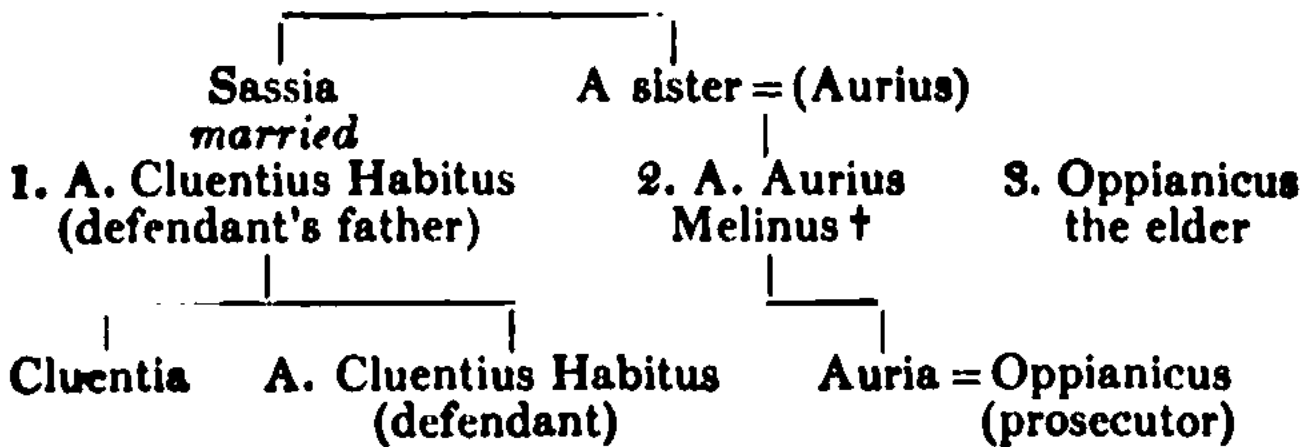 Sassia A sister = (Aurius)
married
1. A. Cluentius Habitus 2. A. Aurius 3. Oppianicus
(defendant's father) Melinus † the elder
Cluentia A. Cluentius Habitus Auria = Oppianicus
(defendant) (prosecutor)